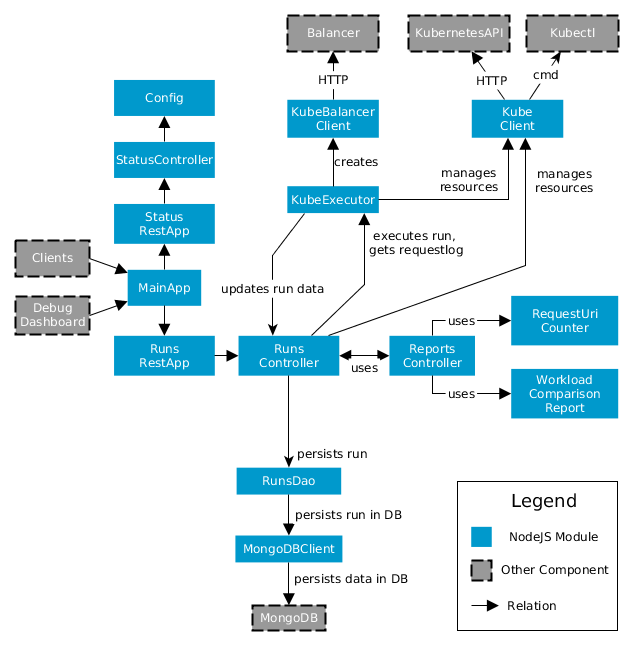 Balancer
KubernetesAPI
Kubectl
HTTP
HTTP
cmd
Config
KubeBalancer
Client
Kube
Client
StatusController
creates
manages
resources
manages
resources
KubeExecutor
Status
RestApp
executes run,
gets requestlog
Clients
MainApp
updates run data
Debug
Dashboard
RequestUri
Counter
uses
Runs
RestApp
Runs
Controller
uses
Reports
Controller
uses
Workload
Comparison
Report
persists run
RunsDao
persists run in DB
MongoDBClient
persists data in DB
MongoDB
Legend
NodeJS Module
Other Component
Relation